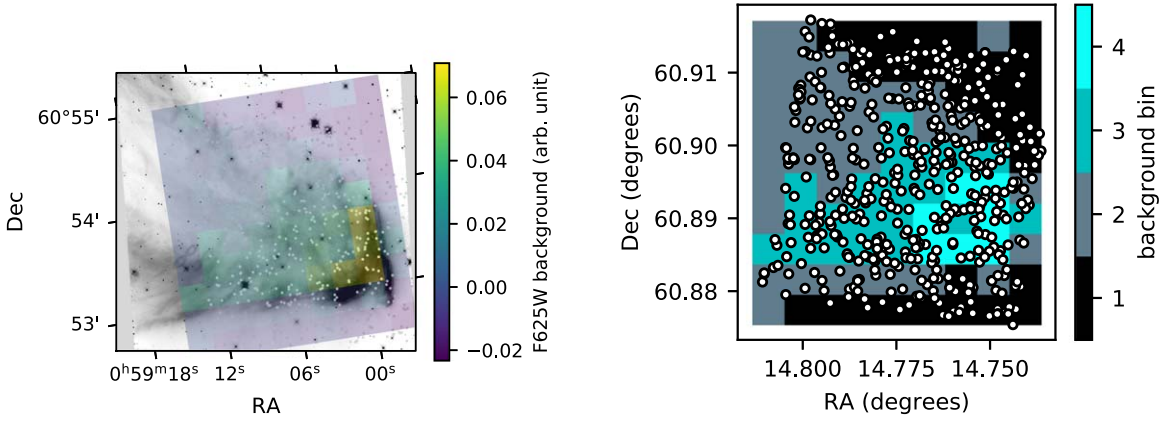 60°55'
54'
53'
Dec
0ʰ59ᵐ18ˢ 12ˢ 06ˢ 00ˢ
RA
0.06
0.04
0.02
0.00
−0.02
F625W background (arb. unit)
60.91
60.90
60.89
60.88
Dec (degrees)
14.800 14.775 14.750
RA (degrees)
4
3
2
1
background bin